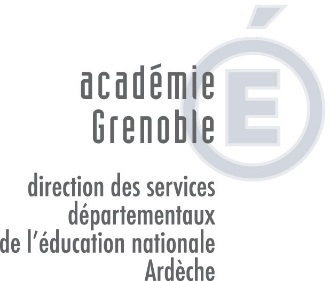 académie
Grenoble
É
direction des services
départementaux
de l'éducation nationale
Ardèche